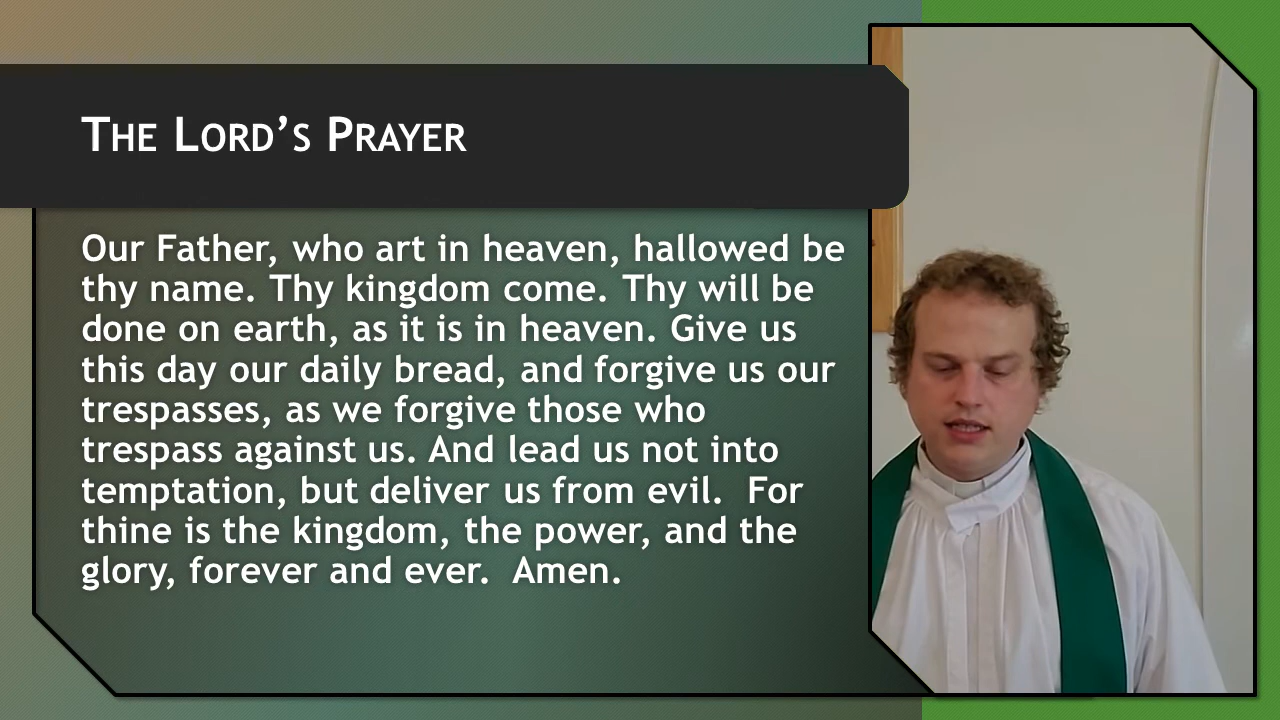 The Lord’s Prayer
Our Father, who art in heaven, hallowed be
thy name. Thy kingdom come. Thy will be
done on earth, as it is in heaven. Give us
this day our daily bread, and forgive us our
trespasses, as we forgive those who
trespass against us. And lead us not into
temptation, but deliver us from evil.  For
thine is the kingdom, the power, and the
glory, forever and ever.  Amen.